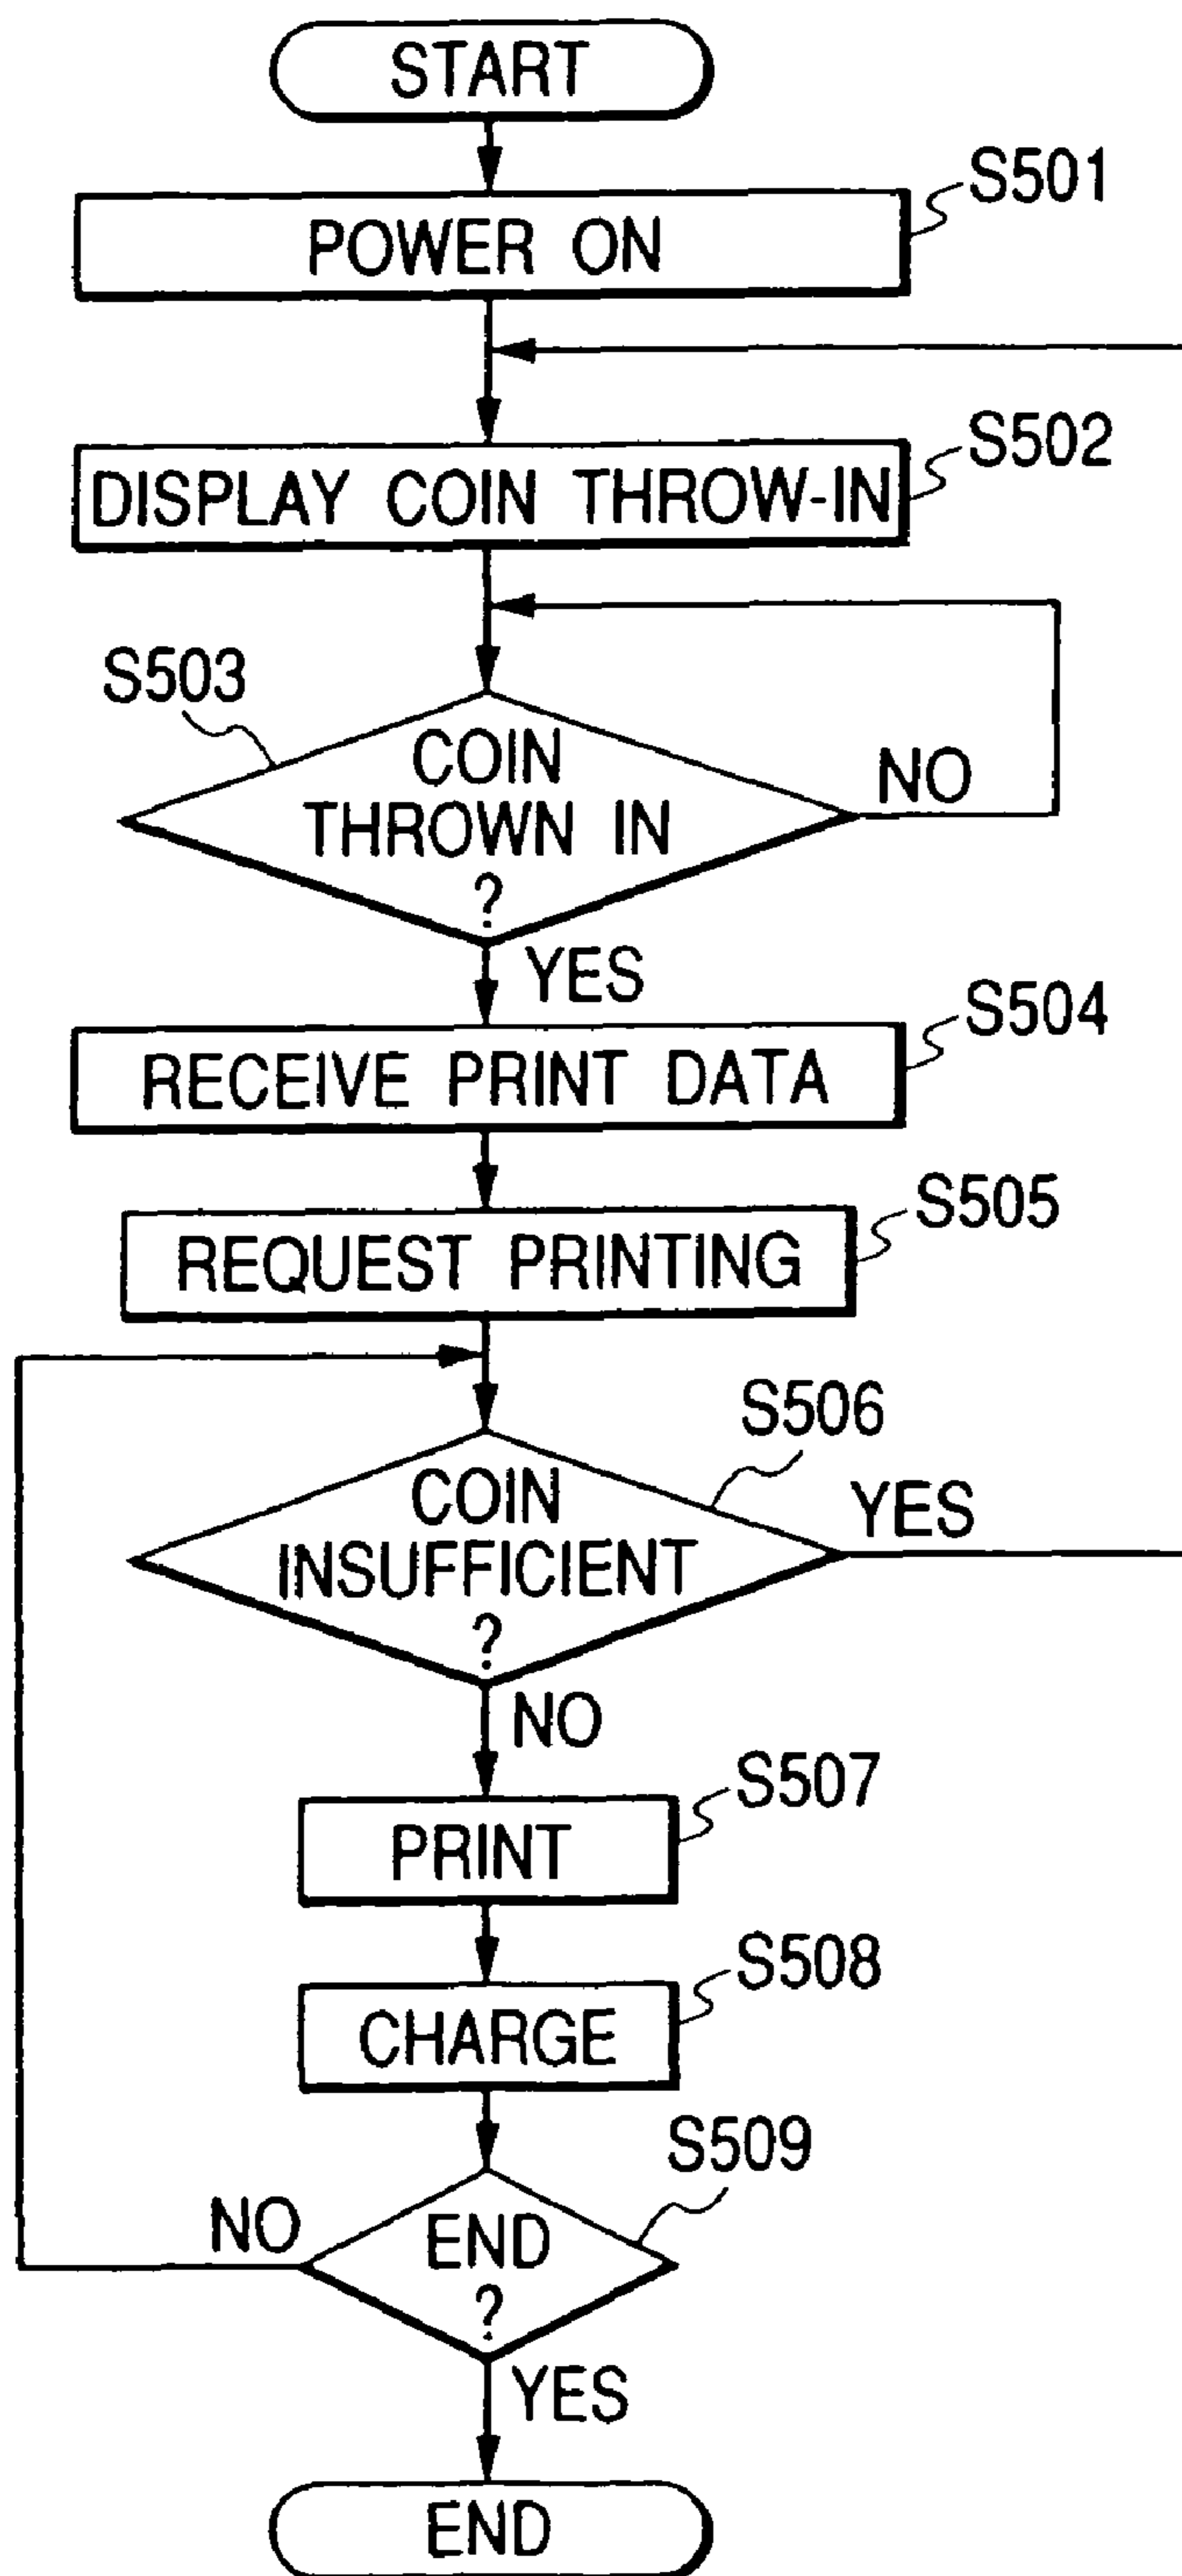 START
S501
POWER ON
S502
DISPLAY COIN THROW-IN
S503
COIN
THROWN IN
?
NO
YES
S504
RECEIVE PRINT DATA
S505
REQUEST PRINTING
S506
COIN
INSUFFICIENT
?
YES
NO
S507
PRINT
S508
CHARGE
S509
END
?
NO
YES
END